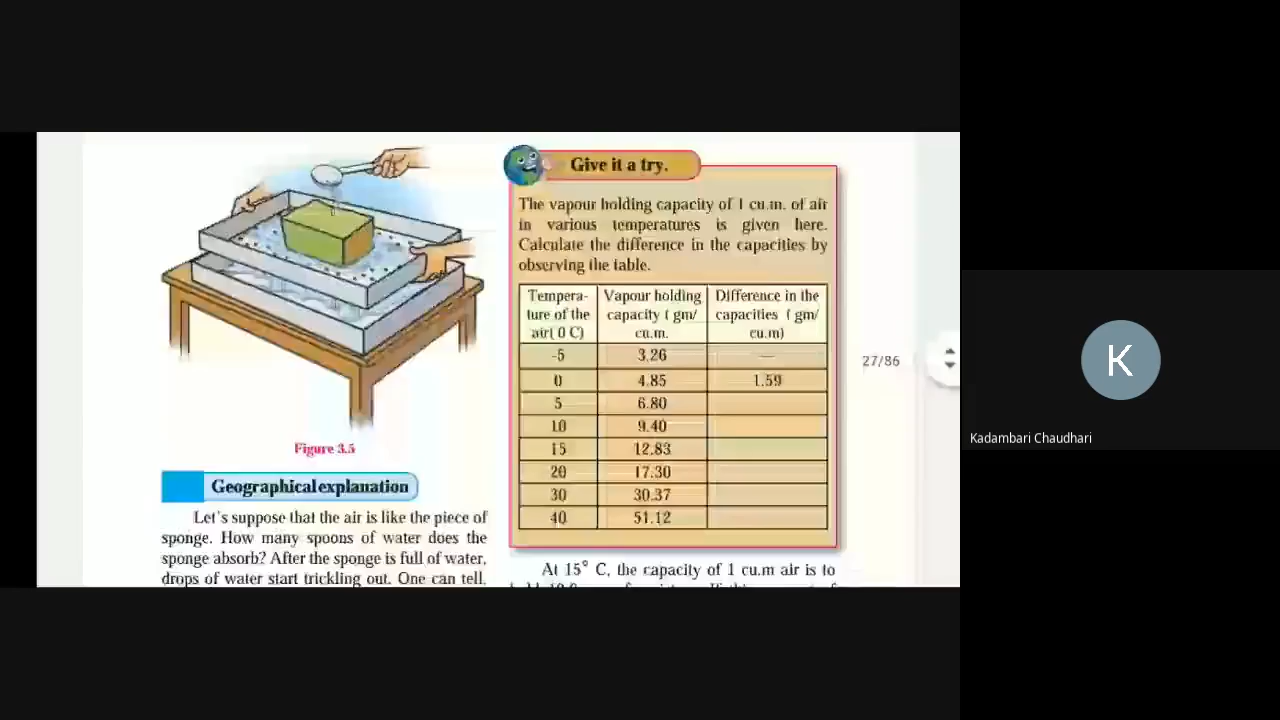 Figure 3.5
Geographical explanation
Let's suppose that the air is like the piece of
sponge. How many spoons of water does the
sponge absorb? After the sponge is full of water,
drops of water start trickling out. One can tell,
Give it a try.
The vapour holding capacity of 1 cu.m. of air
in various temperatures is given here.
Calculate the difference in the capacities by
observing the table.
Tempera- Vapour holding Difference in the
ture of the capacity ( gm/ capacities ( gm/
air( 0 C) cu.m. cu.m)
-5 3.26 —
0 4.85 1.59
5 6.80
10 9.40
15 12.83
20 17.30
30 30.37
40 51.12
At 15° C, the capacity of 1 cu.m air is to
27/86
K
Kadambari Chaudhari